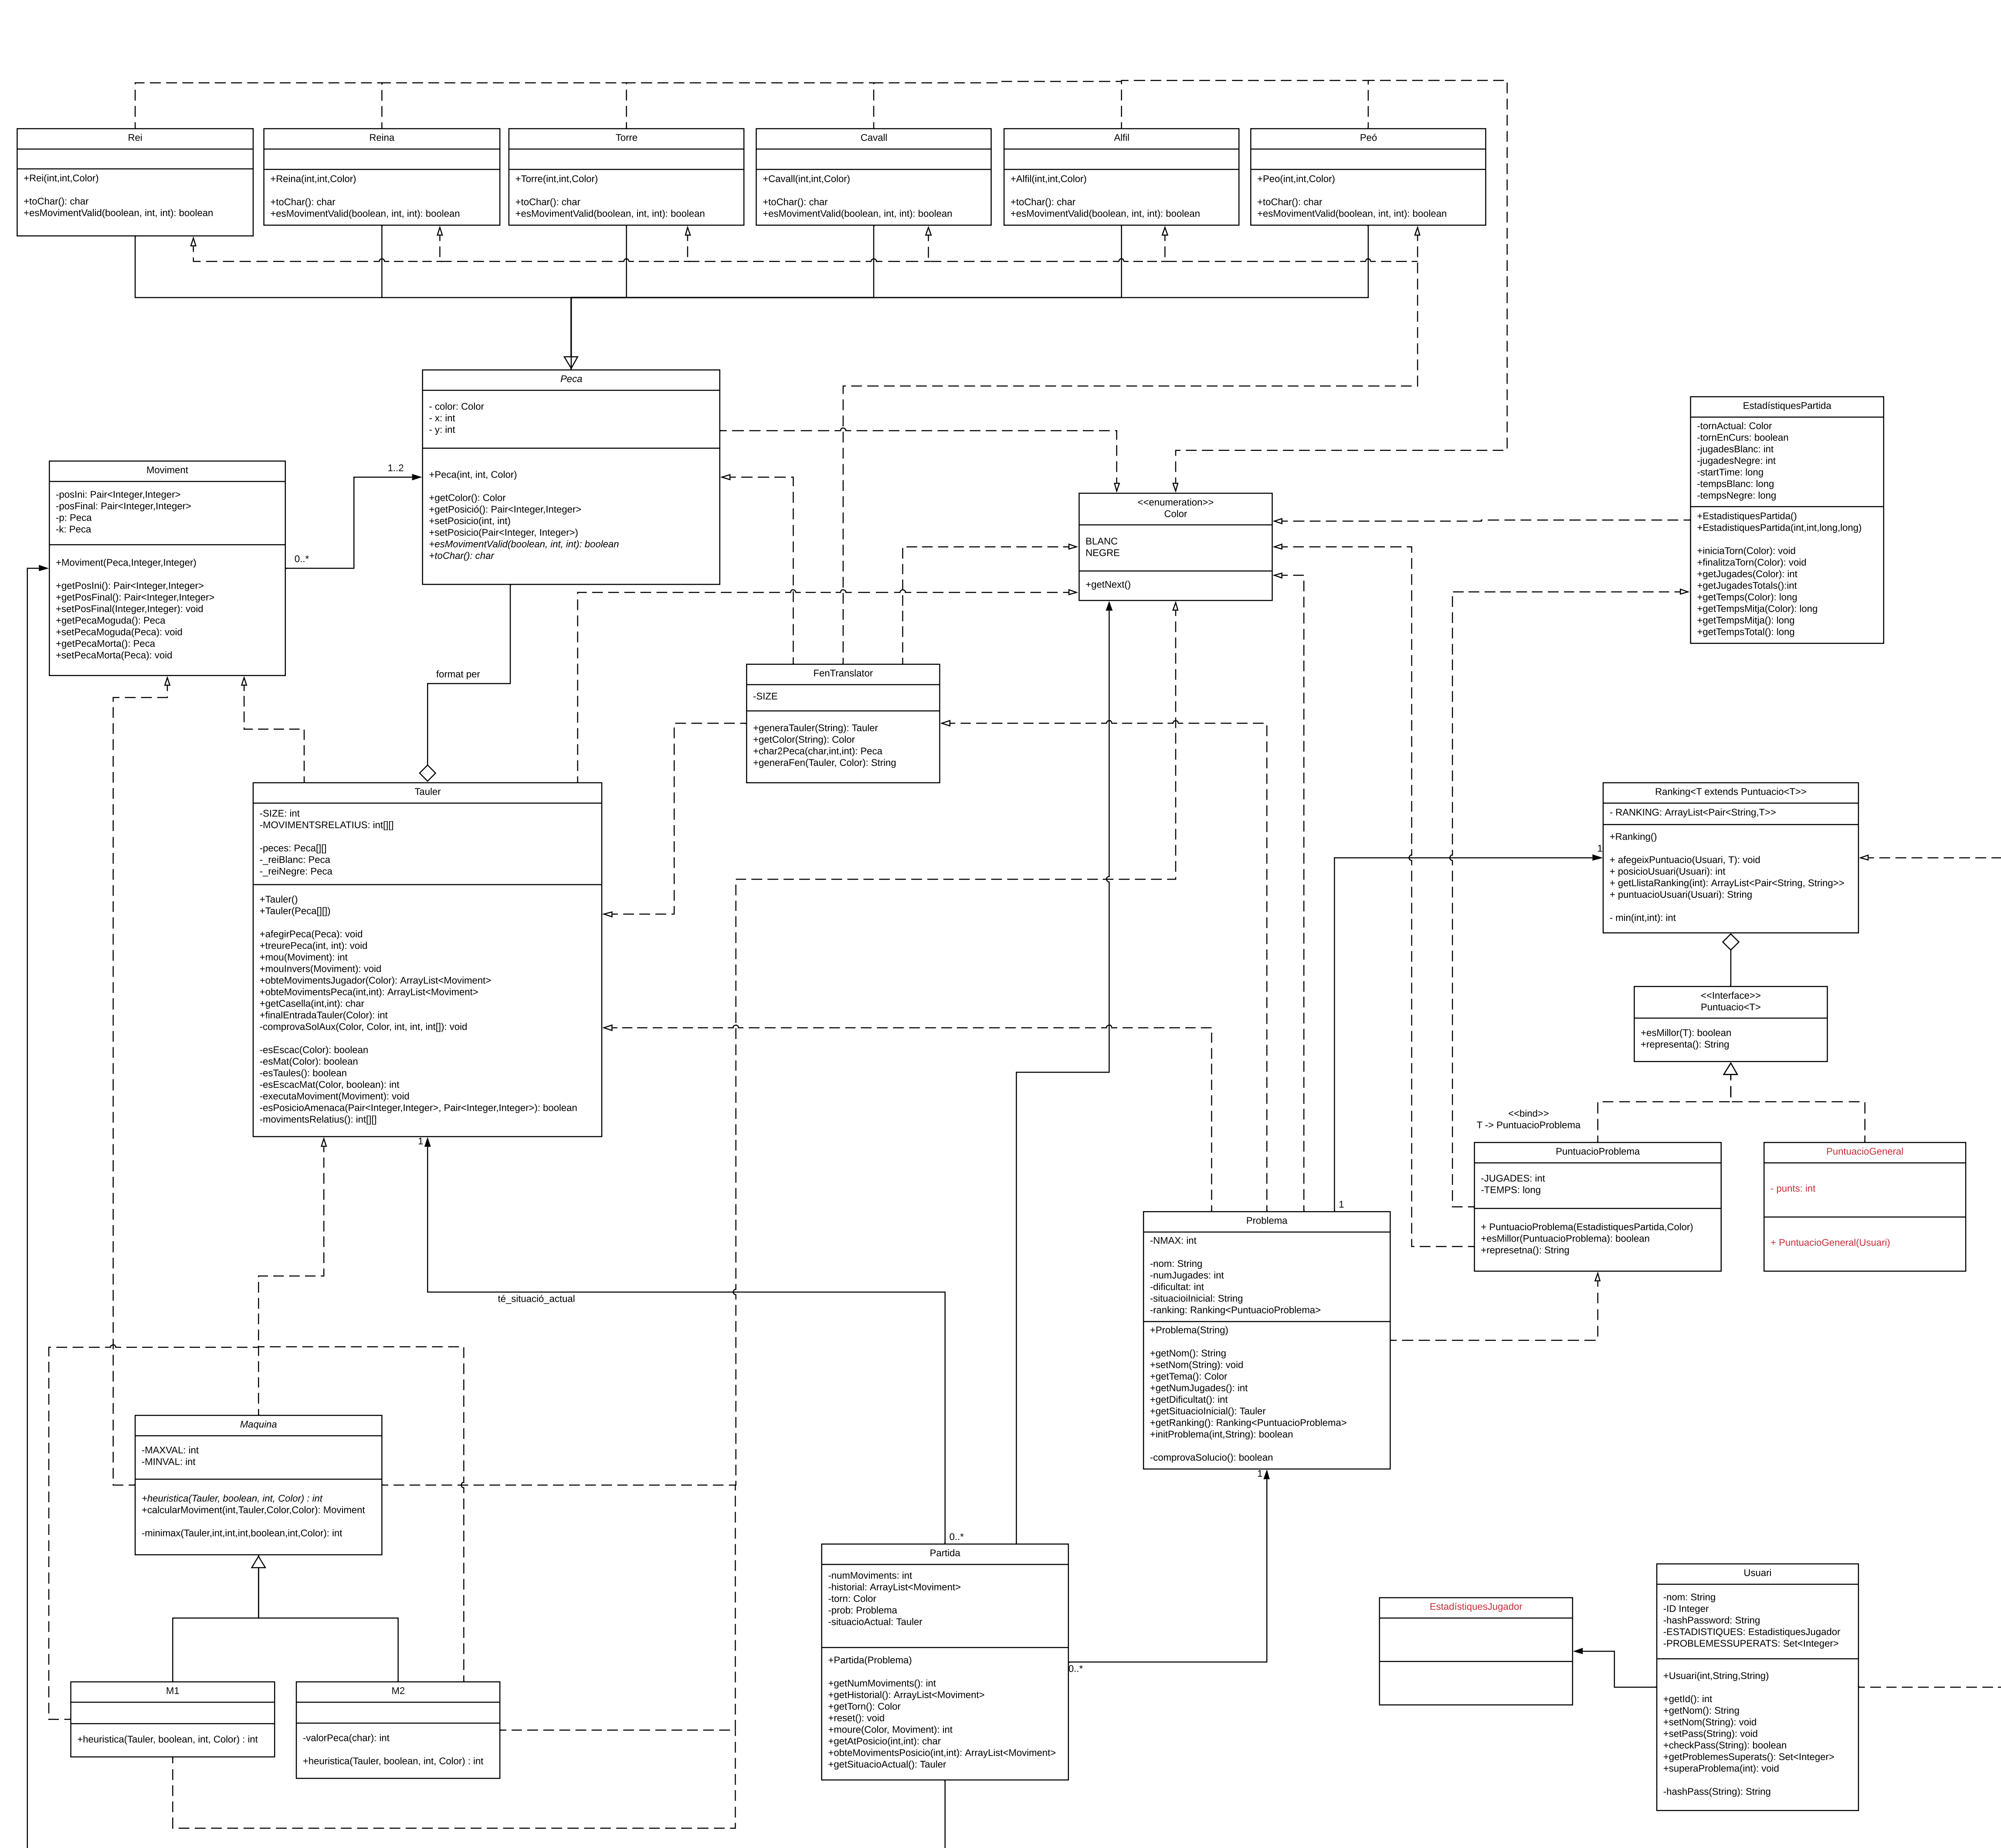 Rei
+Rei(int,int,Color)
+toChar(): char
+esMovimentValid(boolean, int, int): boolean
Reina
+Reina(int,int,Color)
+toChar(): char
+esMovimentValid(boolean, int, int): boolean
Torre
+Torre(int,int,Color)
+toChar(): char
+esMovimentValid(boolean, int, int): boolean
Cavall
+Cavall(int,int,Color)
+toChar(): char
+esMovimentValid(boolean, int, int): boolean
Alfil
+Alfil(int,int,Color)
+toChar(): char
+esMovimentValid(boolean, int, int): boolean
Peó
+Peo(int,int,Color)
+toChar(): char
+esMovimentValid(boolean, int, int): boolean
Peca
- color: Color
- x: int
- y: int
+Peca(int, int, Color)
+getColor(): Color
+getPosició(): Pair<Integer,Integer>
+setPosicio(int, int)
+setPosicio(Pair<Integer, Integer>)
+esMovimentValid(boolean, int, int): boolean
+toChar(): char
Moviment
-posIni: Pair<Integer,Integer>
-posFinal: Pair<Integer,Integer>
-p: Peca
-k: Peca
+Moviment(Peca,Integer,Integer)
+getPosIni(): Pair<Integer,Integer>
+getPosFinal(): Pair<Integer,Integer>
+setPosFinal(Integer,Integer): void
+getPecaMoguda(): Peca
+setPecaMoguda(Peca): void
+getPecaMorta(): Peca
+setPecaMorta(Peca): void
1..2
0..*
<<enumeration>>
Color
BLANC
NEGRE
+getNext()
EstadístiquesPartida
-tornActual: Color
-tornEnCurs: boolean
-jugadesBlanc: int
-jugadesNegre: int
-startTime: long
-tempsBlanc: long
-tempsNegre: long
+EstadistiquesPartida()
+EstadistiquesPartida(int,int,long,long)
+iniciaTorn(Color): void
+finalitzaTorn(Color): void
+getJugades(Color): int
+getJugadesTotals():int
+getTemps(Color): long
+getTempsMitja(Color): long
+getTempsMitja(): long
+getTempsTotal(): long
format per
FenTranslator
-SIZE
+generaTauler(String): Tauler
+getColor(String): Color
+char2Peca(char,int,int): Peca
+generaFen(Tauler, Color): String
Tauler
-SIZE: int
-MOVIMENTSRELATIUS: int[][]
-peces: Peca[][]
-_reiBlanc: Peca
-_reiNegre: Peca
+Tauler()
+Tauler(Peca[][])
+afegirPeca(Peca): void
+treurePeca(int, int): void
+mou(Moviment): int
+mouInvers(Moviment): void
+obteMovimentsJugador(Color): ArrayList<Moviment>
+obteMovimentsPeca(int,int): ArrayList<Moviment>
+getCasella(int,int): char
+finalEntradaTauler(Color): int
-comprovaSolAux(Color, Color, int, int, int[]): void
-esEscac(Color): boolean
-esMat(Color): boolean
-esTaules(): boolean
-esEscacMat(Color, boolean): int
-executaMoviment(Moviment): void
-esPosicioAmenaca(Pair<Integer,Integer>, Pair<Integer,Integer>): boolean
-movimentsRelatius(): int[][]
Ranking<T extends Puntuacio<T>>
- RANKING: ArrayList<Pair<String,T>>
+Ranking()
+ afegeixPuntuacio(Usuari, T): void
+ posicioUsuari(Usuari): int
+ getLlistaRanking(int): ArrayList<Pair<String, String>>
+ puntuacioUsuari(Usuari): String
- min(int,int): int
1
<<Interface>>
Puntuacio<T>
+esMillor(T): boolean
+representa(): String
<<bind>>
T -> PuntuacioProblema
PuntuacioProblema
-JUGADES: int
-TEMPS: long
+ PuntuacioProblema(EstadistiquesPartida,Color)
+esMillor(PuntuacioProblema): boolean
+represetna(): String
PuntuacioGeneral
- punts: int
+ PuntuacioGeneral(Usuari)
1
té_situació_actual
1
Problema
-NMAX: int
-nom: String
-numJugades: int
-dificultat: int
-situacioiInicial: String
-ranking: Ranking<PuntuacioProblema>
+Problema(String)
+getNom(): String
+setNom(String): void
+getTema(): Color
+getNumJugades(): int
+getDificultat(): int
+getSituacioInicial(): Tauler
+getRanking(): Ranking<PuntuacioProblema>
+initProblema(int,String): boolean
-comprovaSolucio(): boolean
1
Maquina
-MAXVAL: int
-MINVAL: int
+heuristica(Tauler, boolean, int, Color) : int
+calcularMoviment(int,Tauler,Color,Color): Moviment
-minimax(Tauler,int,int,int,boolean,int,Color): int
M1
+heuristica(Tauler, boolean, int, Color) : int
M2
-valorPeca(char): int
+heuristica(Tauler, boolean, int, Color) : int
0..*
Partida
-numMoviments: int
-historial: ArrayList<Moviment>
-torn: Color
-prob: Problema
-situacioActual: Tauler
+Partida(Problema)
+getNumMoviments(): int
+getHistorial(): ArrayList<Moviment>
+getTorn(): Color
+reset(): void
+moure(Color, Moviment): int
+getAtPosicio(int,int): char
+obteMovimentsPosicio(int,int): ArrayList<Moviment>
+getSituacioActual(): Tauler
0..*
EstadístiquesJugador
Usuari
-nom: String
-ID Integer
-hashPassword: String
-ESTADISTIQUES: EstadistiquesJugador
-PROBLEMESSUPERATS: Set<Integer>
+Usuari(int,String,String)
+getId(): int
+getNom(): String
+setNom(String): void
+setPass(String): void
+checkPass(String): boolean
+getProblemesSuperats(): Set<Integer>
+superaProblema(int): void
-hashPass(String): String